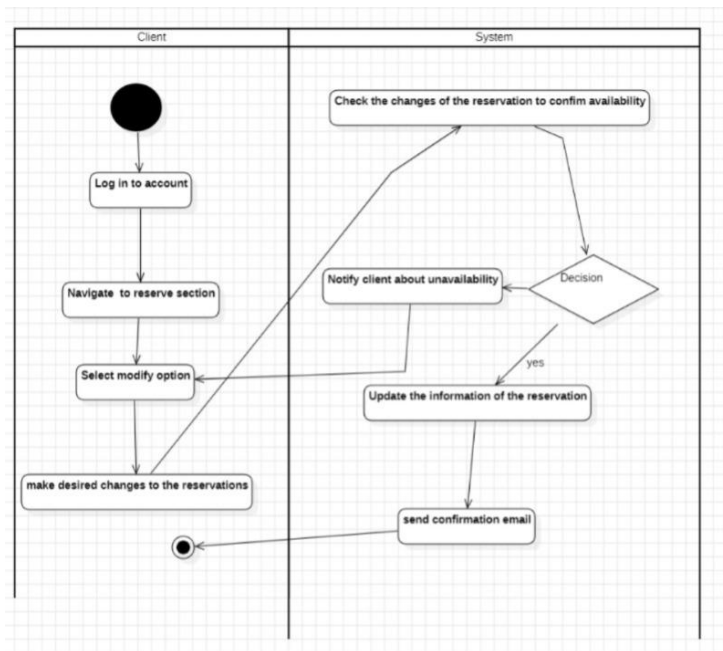 Client
System
Check the changes of the reservation to confim availability
Log in to account
Navigate to reserve section
Notify client about unavailability
Decision
Select modify option
yes
Update the information of the reservation
make desired changes to the reservations
send confirmation email